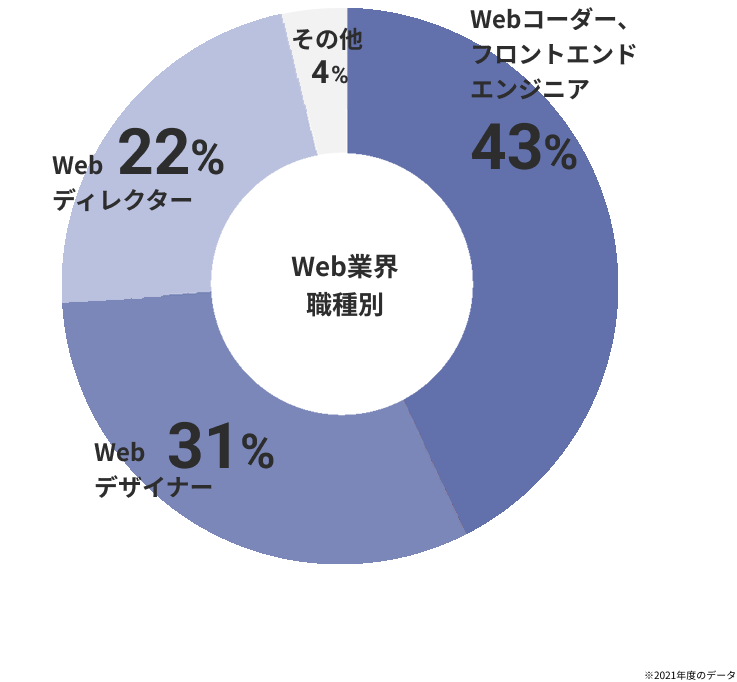 Webコーダー、
フロントエンド
エンジニア
43%
その他
4%
Web 22%
ディレクター
Web業界
職種別
Web 31%
デザイナー
※2021年度のデータ